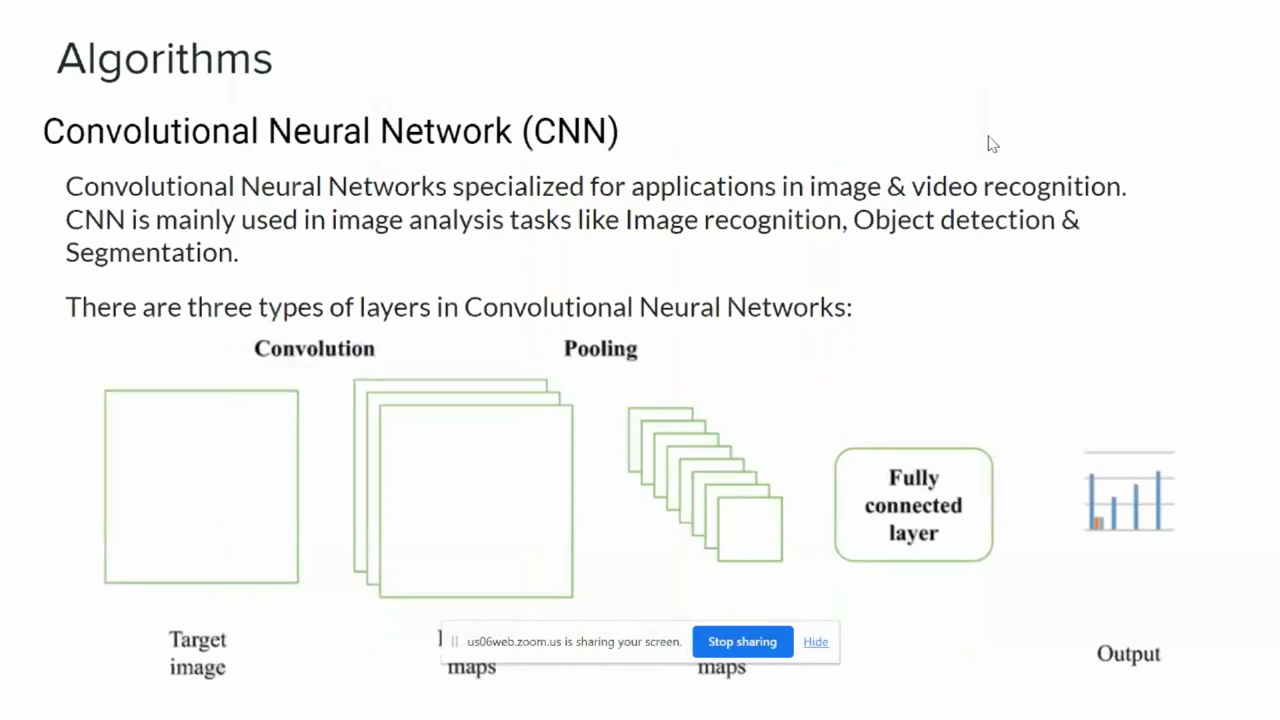 Algorithms
Convolutional Neural Network (CNN)
Convolutional Neural Networks specialized for applications in image & video recognition.
CNN is mainly used in image analysis tasks like Image recognition, Object detection &
Segmentation.
There are three types of layers in Convolutional Neural Networks:
Convolution Pooling
Fully
connected
layer
Target
image
us06web.zoom.us is sharing your screen. Stop sharing Hide
maps
maps
Output